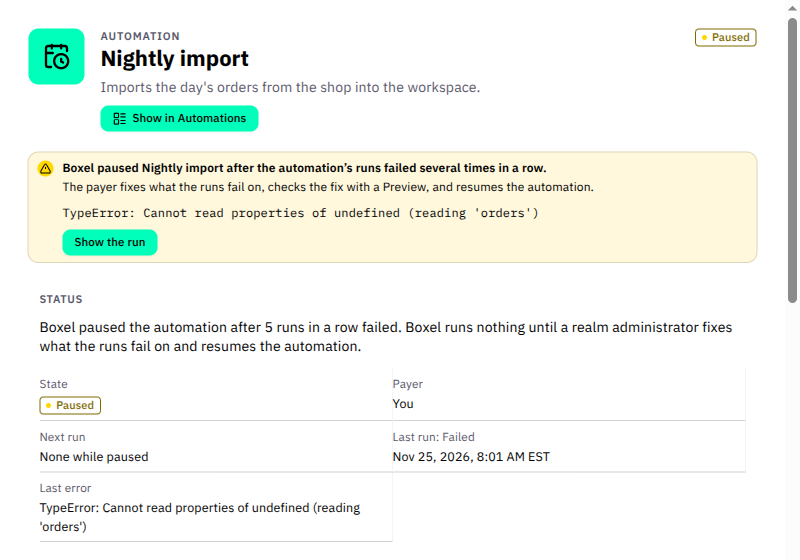 AUTOMATION
Nightly import
Paused
Imports the day's orders from the shop into the workspace.
Show in Automations
Boxel paused Nightly import after the automation’s runs failed several times in a row.
The payer fixes what the runs fail on, checks the fix with a Preview, and resumes the automation.
TypeError: Cannot read properties of undefined (reading 'orders')
Show the run
STATUS
Boxel paused the automation after 5 runs in a row failed. Boxel runs nothing until a realm administrator fixes
what the runs fail on and resumes the automation.
State
Paused
Payer
You
Next run
None while paused
Last run: Failed
Nov 25, 2026, 8:01 AM EST
Last error
TypeError: Cannot read properties of undefined (reading
'orders')